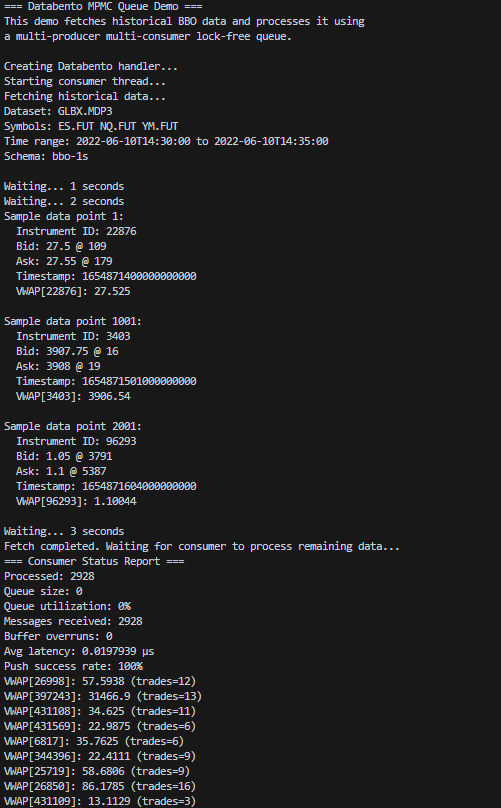 === Databento MPMC Queue Demo ===
This demo fetches historical BBO data and processes it using
a multi-producer multi-consumer lock-free queue.
Creating Databento handler...
Starting consumer thread...
Fetching historical data...
Dataset: GLBX.MDP3
Symbols: ES.FUT NQ.FUT YM.FUT
Time range: 2022-06-10T14:30:00 to 2022-06-10T14:35:00
Schema: bbo-1s
Waiting... 1 seconds
Waiting... 2 seconds
Sample data point 1:
Instrument ID: 22876
Bid: 27.5 @ 109
Ask: 27.55 @ 179
Timestamp: 1654871400000000000
VWAP[22876]: 27.525
Sample data point 1001:
Instrument ID: 3403
Bid: 3907.75 @ 16
Ask: 3908 @ 19
Timestamp: 1654871501000000000
VWAP[3403]: 3906.54
Sample data point 2001:
Instrument ID: 96293
Bid: 1.05 @ 3791
Ask: 1.1 @ 5387
Timestamp: 1654871604000000000
VWAP[96293]: 1.10044
Waiting... 3 seconds
Fetch completed. Waiting for consumer to process remaining data...
=== Consumer Status Report ===
Processed: 2928
Queue size: 0
Queue utilization: 0%
Messages received: 2928
Buffer overruns: 0
Avg latency: 0.0197939 µs
Push success rate: 100%
VWAP[26998]: 57.5938 (trades=12)
VWAP[397243]: 31466.9 (trades=13)
VWAP[431108]: 34.625 (trades=11)
VWAP[431569]: 22.9875 (trades=6)
VWAP[6817]: 35.7625 (trades=6)
VWAP[344396]: 22.4111 (trades=9)
VWAP[25719]: 58.6806 (trades=9)
VWAP[26850]: 86.1785 (trades=16)
VWAP[431109]: 13.1129 (trades=3)